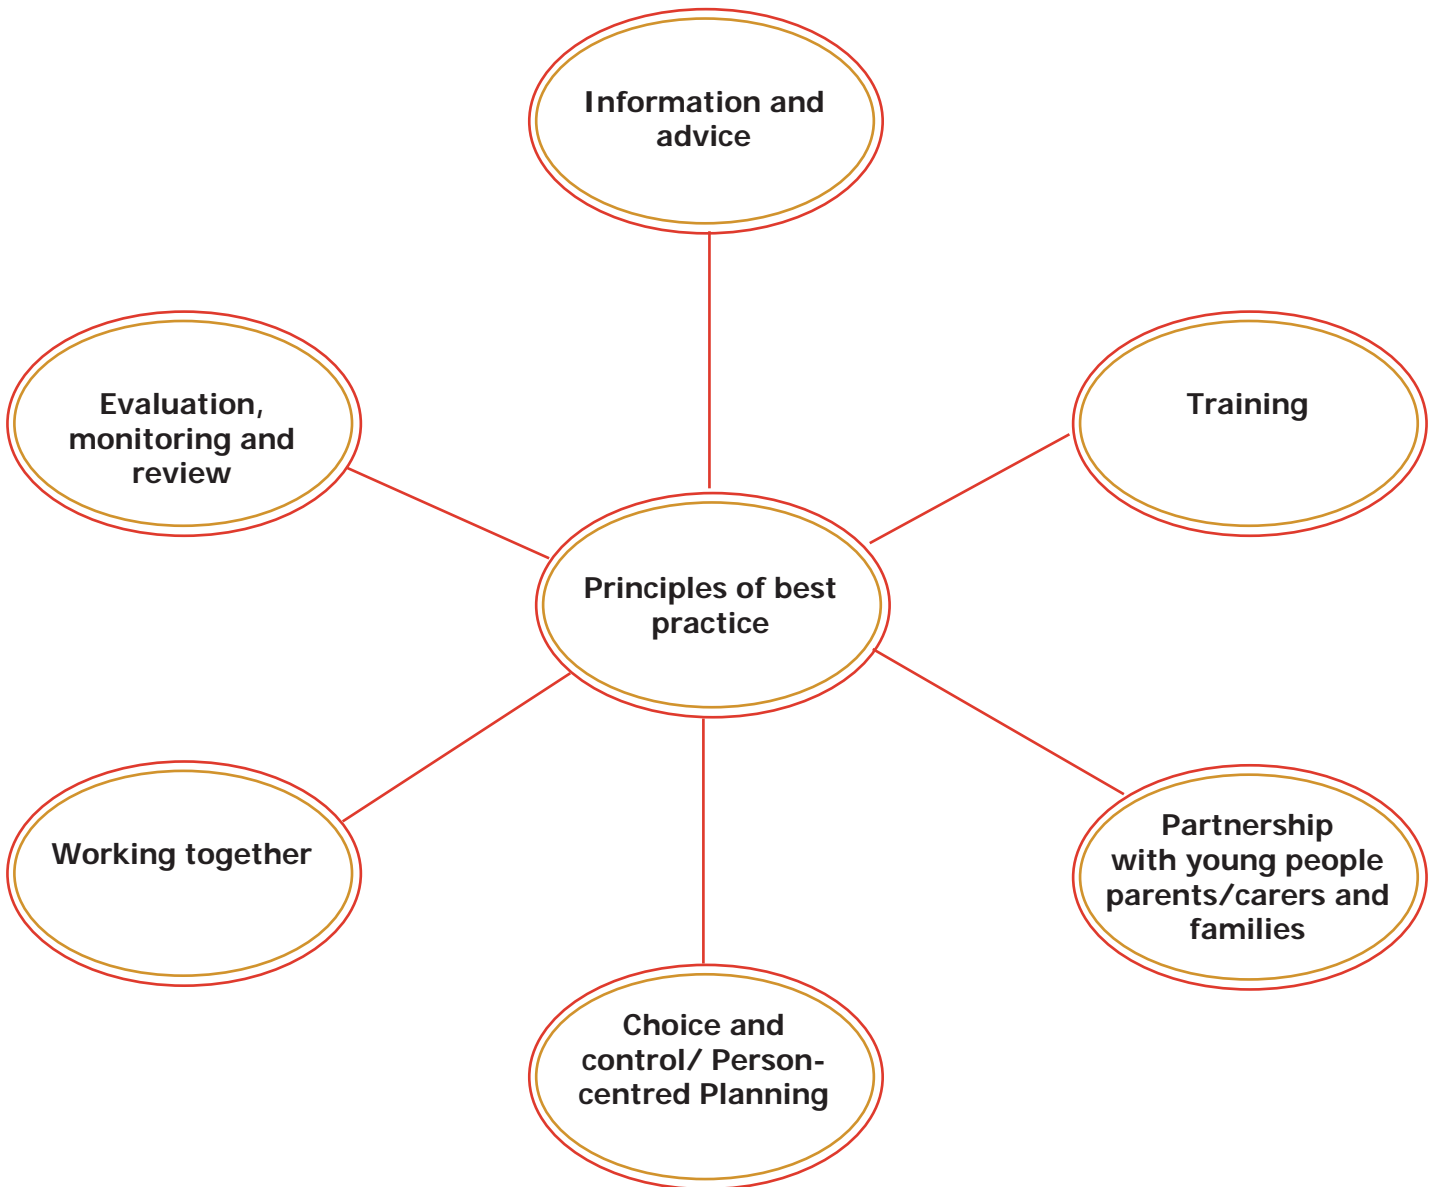 Information and
advice
Evaluation,
monitoring and
review
Training
Principles of best
practice
Working together
Partnership
with young people
parents/carers and
families
Choice and
control/ Person-
centred Planning